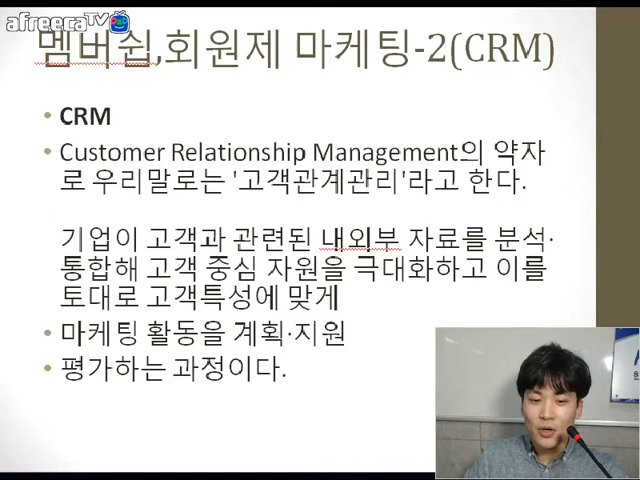 afreecaTV
멤버쉽,회원제 마케팅-2(CRM)
• CRM
• Customer Relationship Management의 약자
로 우리말로는 '고객관계관리'라고 한다.
기업이 고객과 관련된 내외부 자료를 분석·
통합해 고객 중심 자원을 극대화하고 이를
토대로 고객특성에 맞게
• 마케팅 활동을 계획·지원
• 평가하는 과정이다.